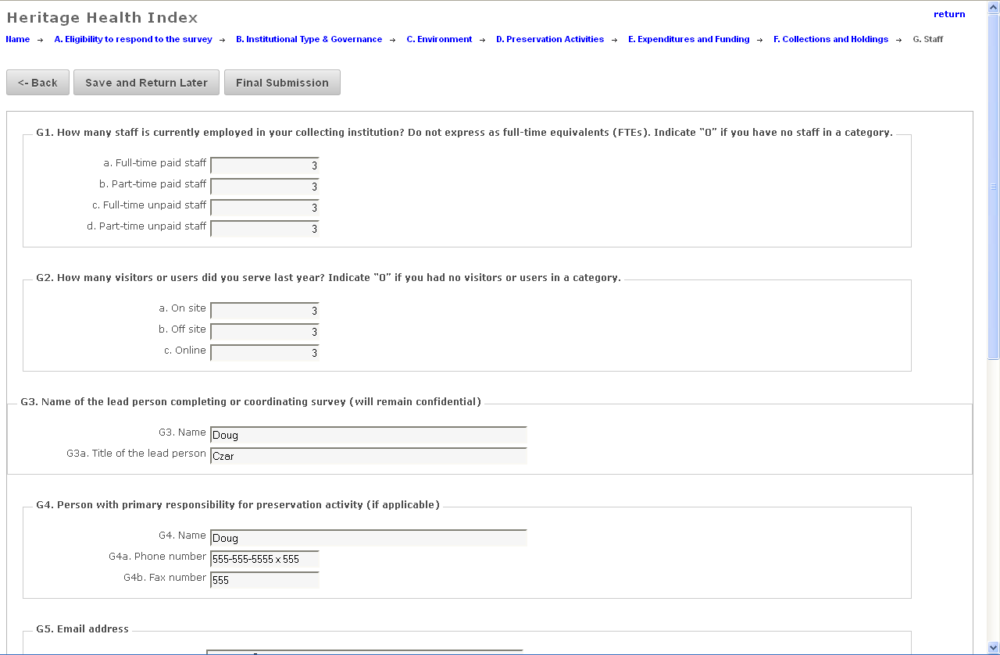 Heritage Health Index
return
Name → A. Eligibility to respond to the survey → B. Institutional Type & Governance → C. Environment → D. Preservation Activities → E. Expenditures and Funding → F. Collections and Holdings → G. Staff
<- Back Save and Return Later Final Submission
G1. How many staff is currently employed in your collecting institution? Do not express as full-time equivalents (FTEs). Indicate “0” if you have no staff in a category.
a. Full-time paid staff 3
b. Part-time paid staff 3
c. Full-time unpaid staff 3
d. Part-time unpaid staff 3
G2. How many visitors or users did you serve last year? Indicate “0” if you had no visitors or users in a category.
a. On site 3
b. Off site 3
c. Online 3
G3. Name of the lead person completing or coordinating survey (will remain confidential)
G3. Name Doug
G3a. Title of the lead person Czar
G4. Person with primary responsibility for preservation activity (if applicable)
G4. Name Doug
G4a. Phone number 555-555-5555 x 555
G4b. Fax number 555
G5. Email address